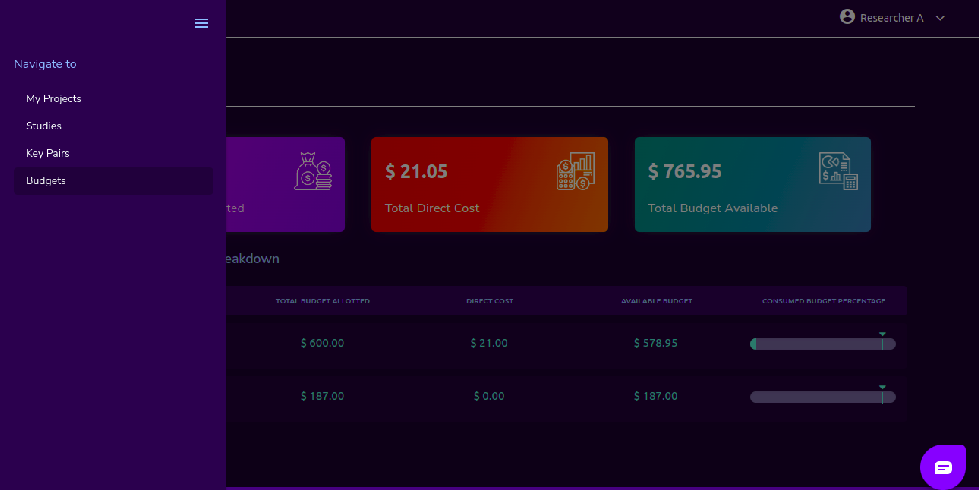 Researcher A
Navigate to
My Projects
Studies
Key Pairs
Budgets
$ 21.05
Total Direct Cost
$ 765.95
Total Budget Available
TOTAL BUDGET ALLOTTED DIRECT COST AVAILABLE BUDGET CONSUMED BUDGET PERCENTAGE
$ 600.00 $ 21.00 $ 578.95
$ 187.00 $ 0.00 $ 187.00